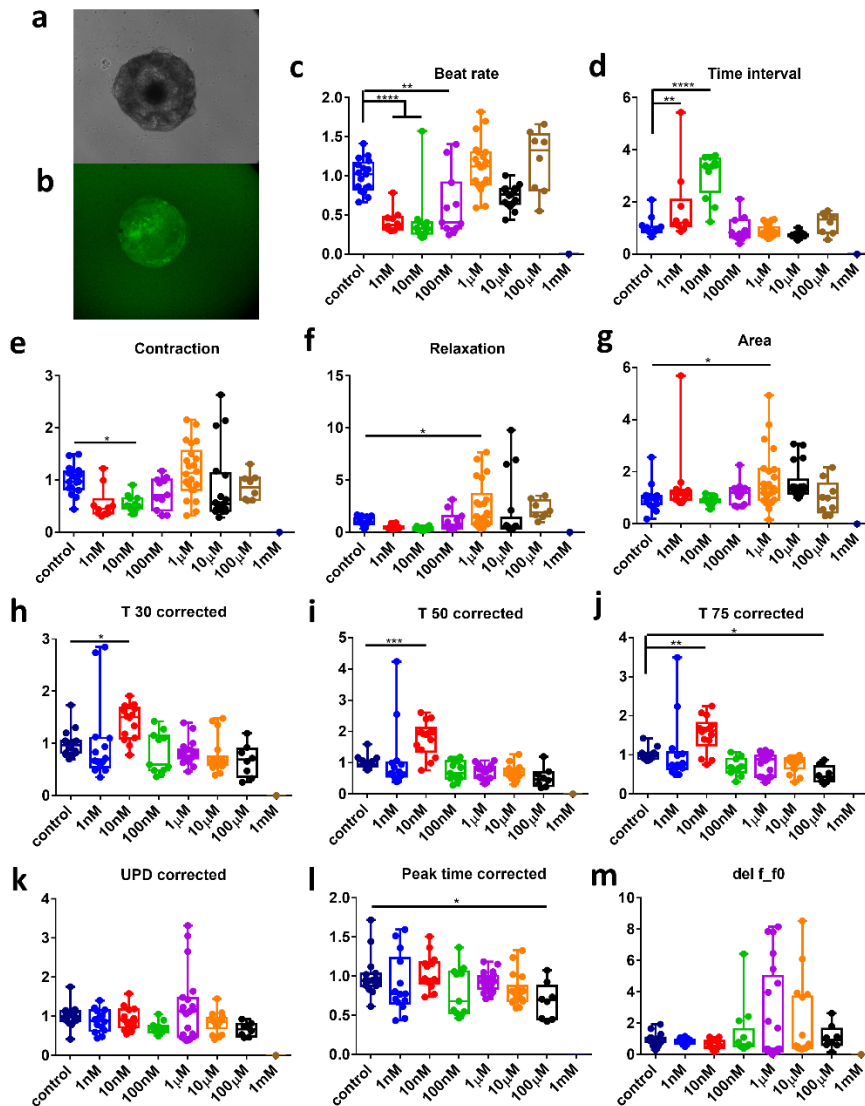 a
b
c
Beat rate
**
****
2.0
1.5
1.0
0.5
0.0
control
1nM
10nM
100nM
1μM
10μM
100μM
1mM
d
Time interval
****
**
6
4
2
0
control
1nM
10nM
100nM
1μM
10μM
100μM
1mM
e
Contraction
*
3
2
1
0
control
1nM
10nM
100nM
1μM
10μM
100μM
1mM
f
Relaxation
*
15
10
5
0
control
1nM
10nM
100nM
1μM
10μM
100μM
1mM
g
Area
*
6
4
2
0
control
1nM
10nM
100nM
1μM
10μM
100μM
1mM
h
T 30 corrected
*
3
2
1
0
control
1nM
10nM
100nM
1μM
10μM
100μM
1mM
i
T 50 corrected
***
5
4
3
2
1
0
control
1nM
10nM
100nM
1μM
10μM
100μM
1mM
j
T 75 corrected
*
**
4
3
2
1
0
control
1nM
10nM
100nM
1μM
10μM
100μM
1mM
k
UPD corrected
4
3
2
1
0
control
1nM
10nM
100nM
1μM
10μM
100μM
1mM
l
Peak time corrected
*
2.0
1.5
1.0
0.5
0.0
control
1nM
10nM
100nM
1μM
10μM
100μM
1mM
m
del f_f0
10
8
6
4
2
0
control
1nM
10nM
100nM
1μM
10μM
100μM
1mM